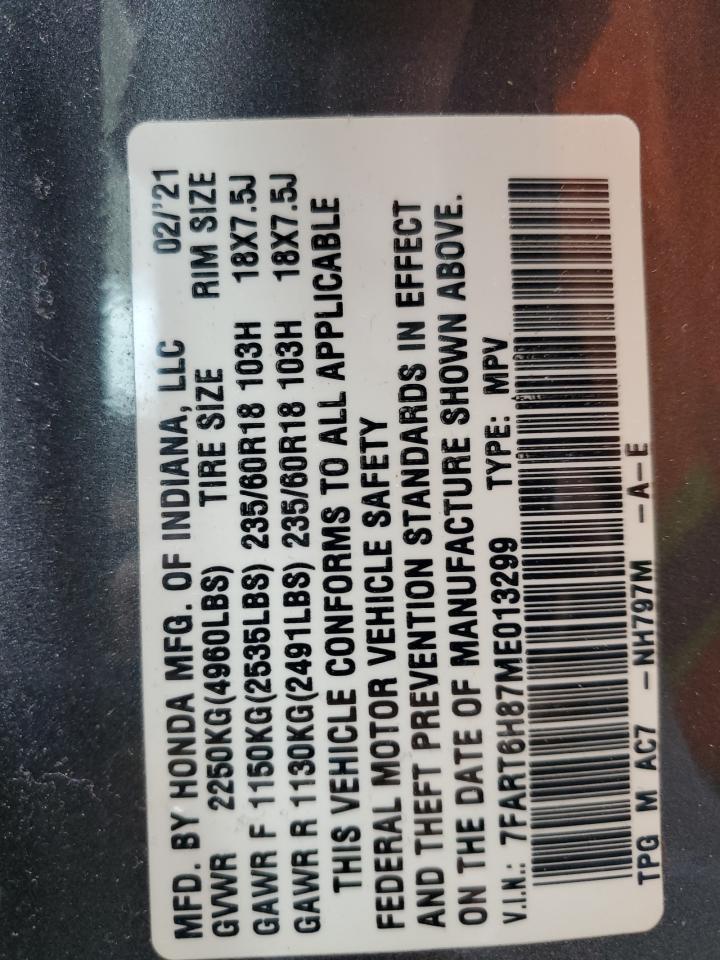 MFD. BY HONDA MFG. OF INDIANA, LLC 02/'21
GVWR 2250KG(4960LBS) TIRE SIZE RIM SIZE
GAWR F 1150KG(2535LBS) 235/60R18 103H 18X7.5J
GAWR R 1130KG(2491LBS) 235/60R18 103H 18X7.5J
THIS VEHICLE CONFORMS TO ALL APPLICABLE
FEDERAL MOTOR VEHICLE SAFETY
AND THEFT PREVENTION STANDARDS IN EFFECT
ON THE DATE OF MANUFACTURE SHOWN ABOVE.
V.I.N.: 7FART6H87ME013299 TYPE: MPV
TPG M AC7 -NH797M -A-E